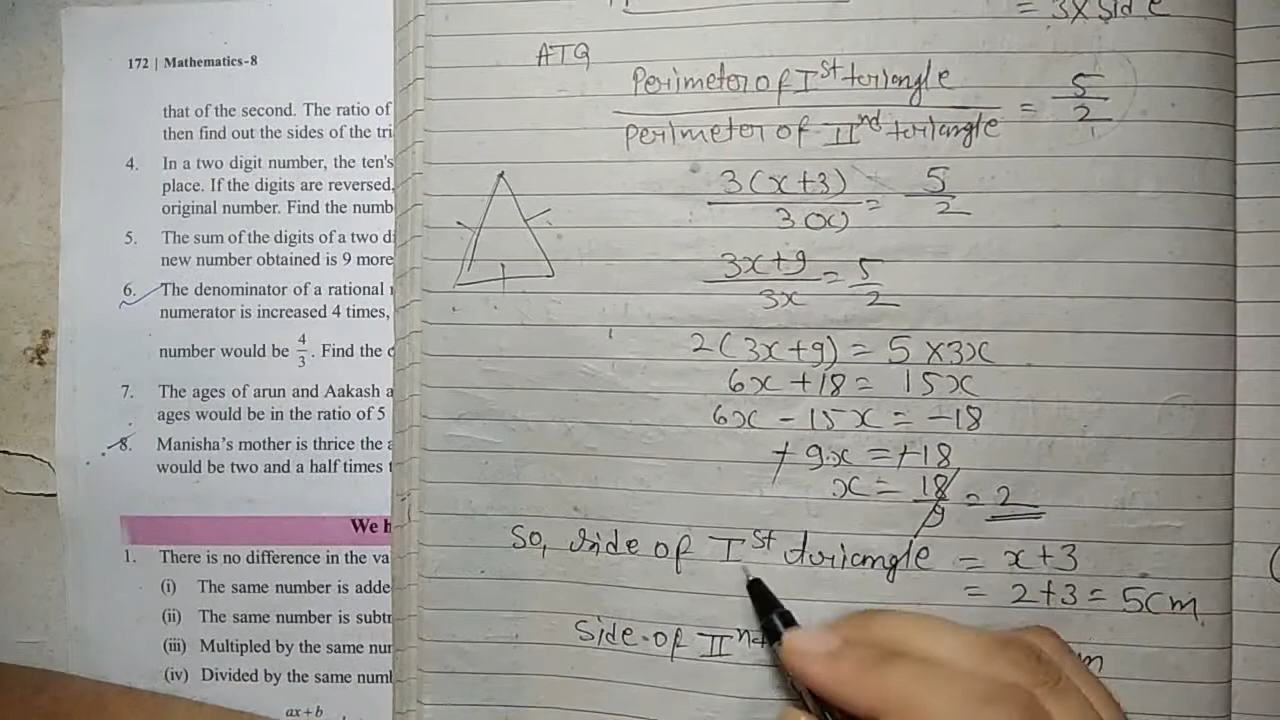 172 | Mathematics-8
that of the second. The ratio of
then find out the sides of the tri
4. In a two digit number, the ten's
place. If the digits are reversed,
original number. Find the numb
5. The sum of the digits of a two di
new number obtained is 9 more
6. The denominator of a rational
numerator is increased 4 times,
number would be 4/3. Find the
7. The ages of arun and Aakash a
ages would be in the ratio of 5
8. Manisha's mother is thrice the a
would be two and a half times
We h
1. There is no difference in the va
(i) The same number is adde
(ii) The same number is subtr
(iii) Multipled by the same nur
(iv) Divided by the same numl
ax+b
= 3x side
ATQ
Perimeter of Ist triangle / Perimeter of IInd triangle = 5/2
3(x+3) / 3(x) = 5/2
3x+9 / 3x = 5/2
2(3x+9) = 5x3x
6x+18 = 15x
6x - 15x = -18
+9x = +18
x = 18/9 = 2
So, side of Ist triangle = x+3
= 2+3 = 5cm.
Side of II